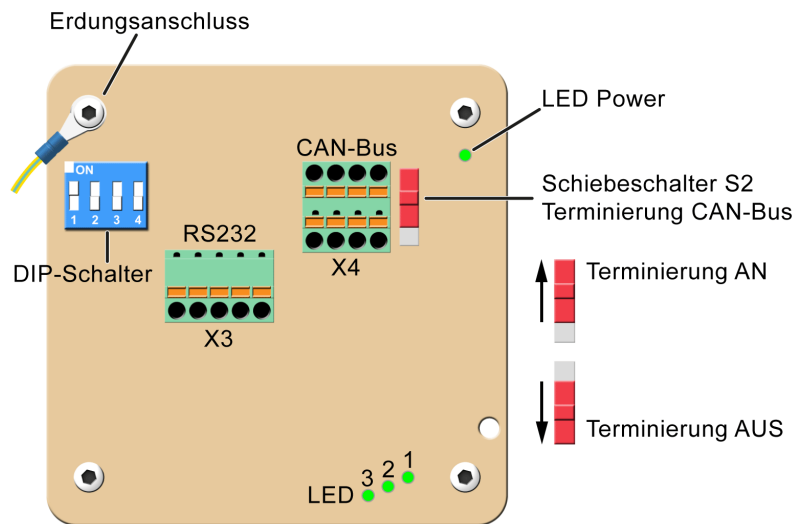 Erdungsanschluss
LED Power
CAN-Bus
ON
1 2 3 4
Schiebeschalter S2
Terminierung CAN-Bus
RS232
DIP-Schalter
X4
Terminierung AN
X3
Terminierung AUS
LED 3 2 1